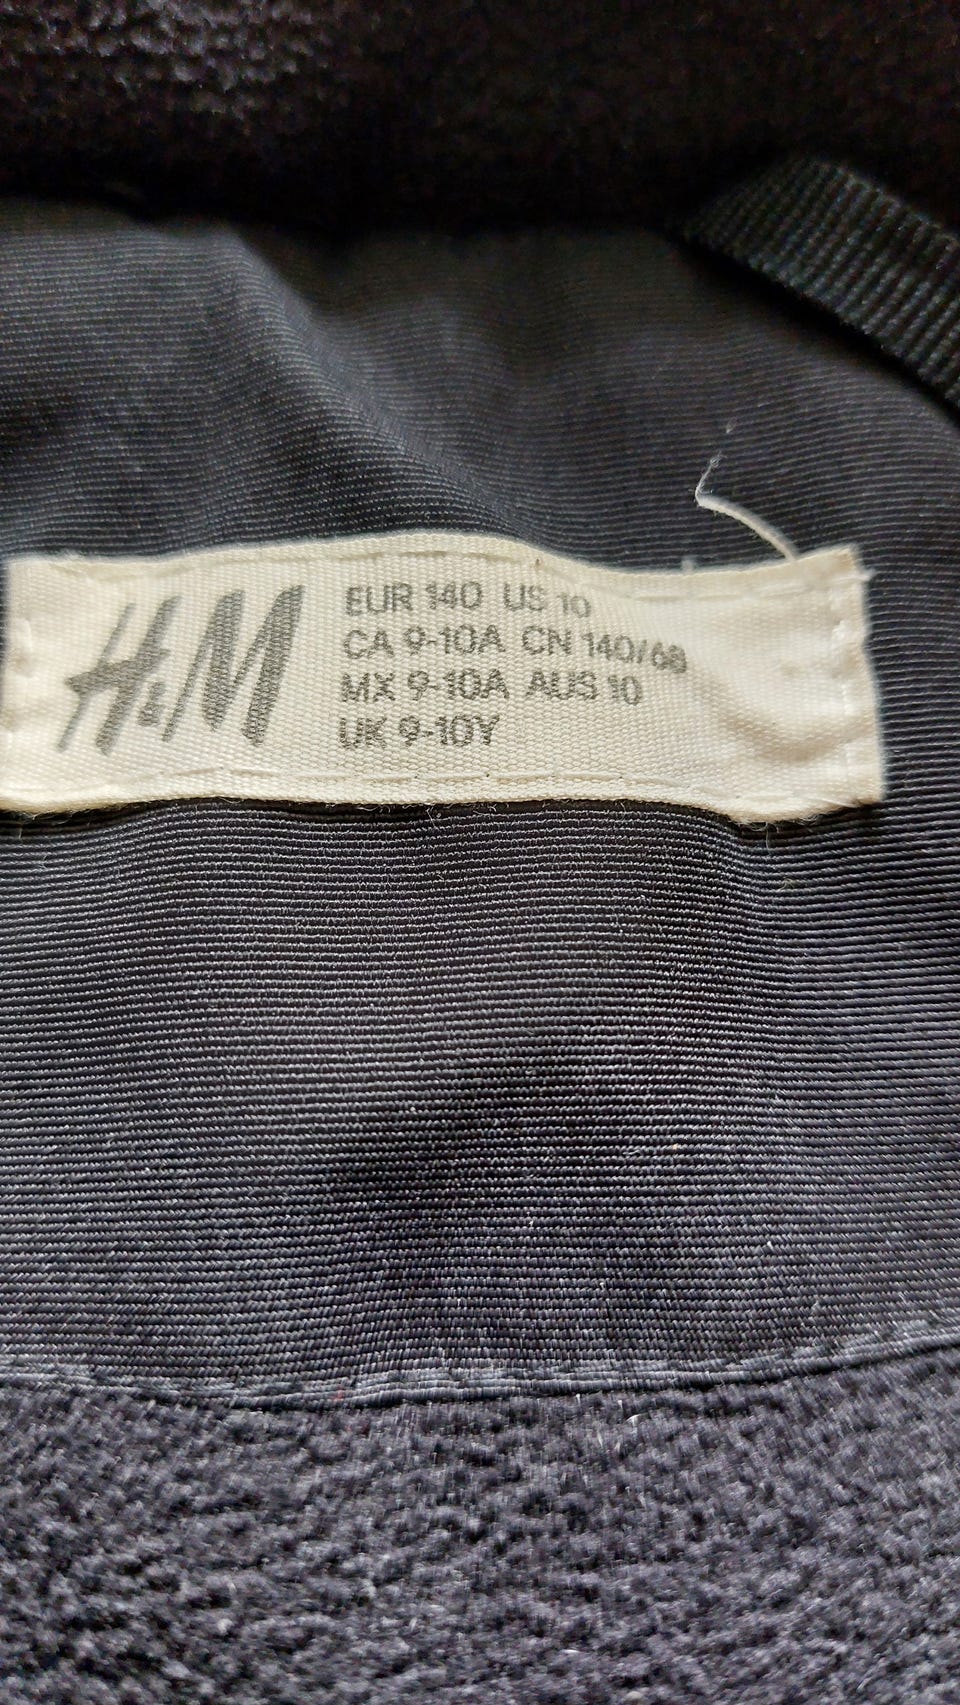 H&M
EUR 140 US 10
CA 9-10A CN 140/68
MX 9-10A AUS 10
UK 9-10Y